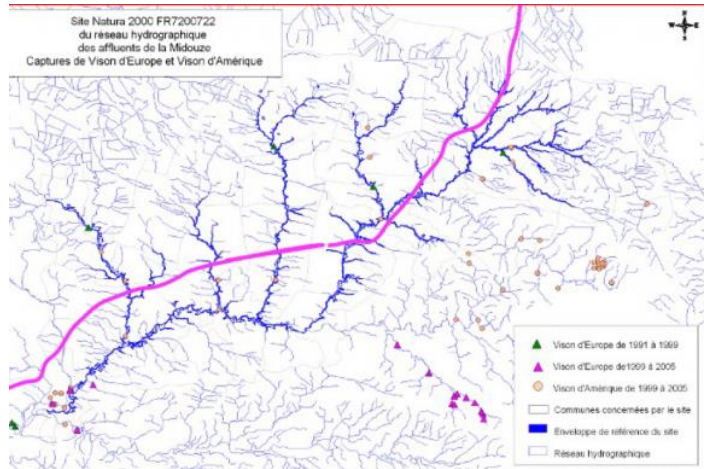 Site Natura 2000 FR7200722
du réseau hydrographique
des affluents de la Midouze
Captures de Vison d'Europe et Vison d'Amérique
Vison d'Europe de 1991 à 1999
Vison d'Europe de1999 à 2005
Vison d'Amérique de 1999 à 2005
Communes concernées par le site
Enveloppe de référence du site
Réseau hydrographique